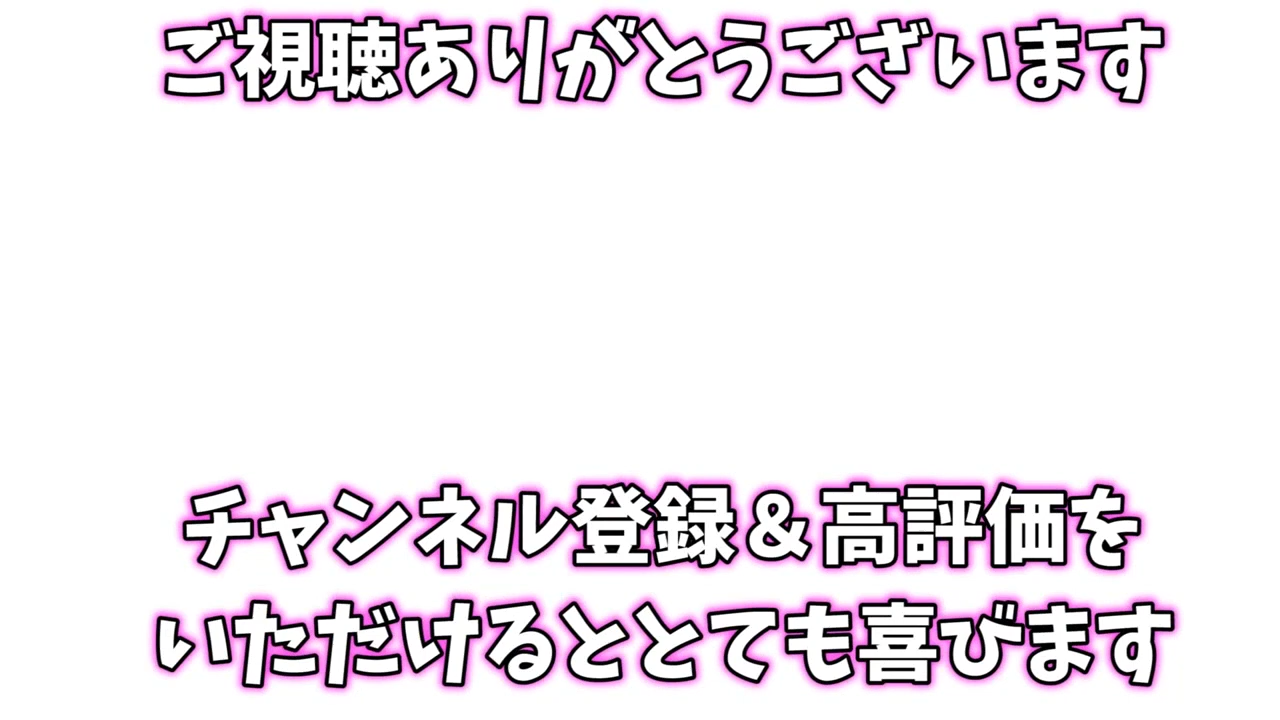 ご視聴ありがとうございます
チャンネル登録＆高評価を
いただけるととても喜びます